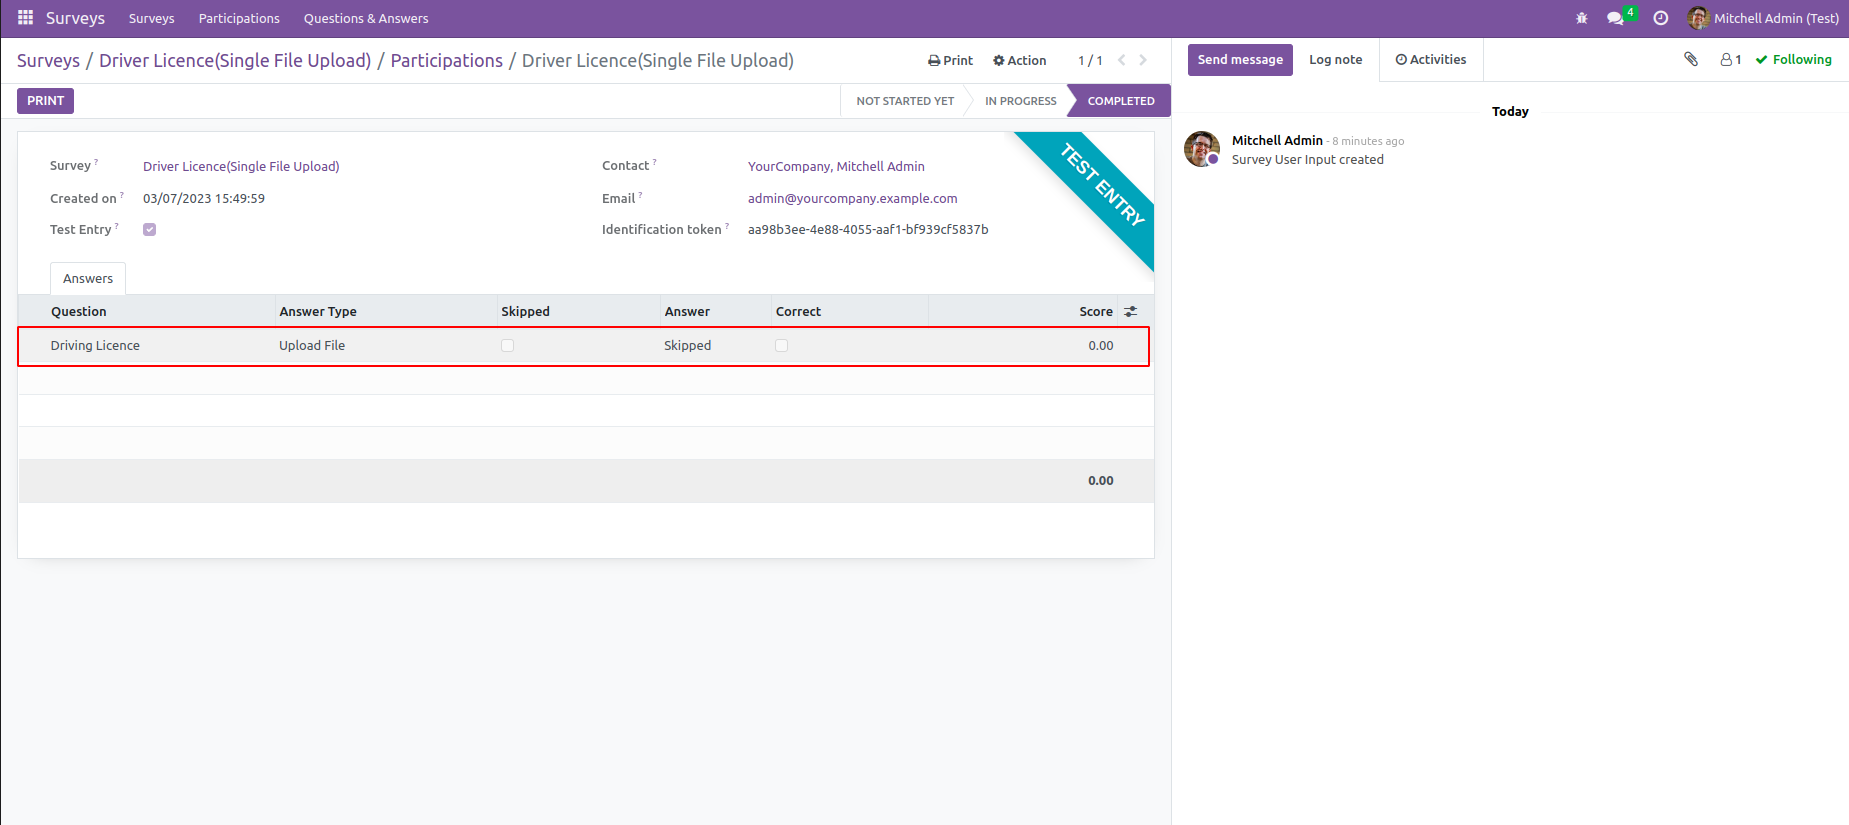 Surveys Surveys Participations Questions & Answers 4 Mitchell Admin (Test)
Surveys / Driver Licence(Single File Upload) / Participations / Driver Licence(Single File Upload) Print Action 1 / 1
Send message Log note Activities 1 Following
PRINT NOT STARTED YET IN PROGRESS COMPLETED
Today
Mitchell Admin - 8 minutes ago
Survey User Input created
TEST ENTRY
Survey ? Driver Licence(Single File Upload) Contact ? YourCompany, Mitchell Admin
Created on ? 03/07/2023 15:49:59 Email ? admin@yourcompany.example.com
Test Entry ? Identification token ? aa98b3ee-4e88-4055-aaf1-bf939cf5837b
Answers
Question Answer Type Skipped Answer Correct Score
Driving Licence Upload File Skipped 0.00
0.00